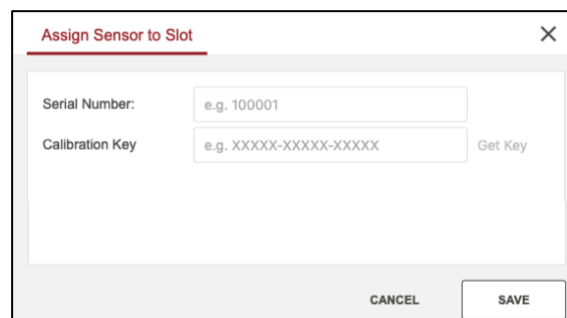 Assign Sensor to Slot
Serial Number: e.g. 100001
Calibration Key e.g. XXXXX-XXXXX-XXXXX Get Key
CANCEL SAVE